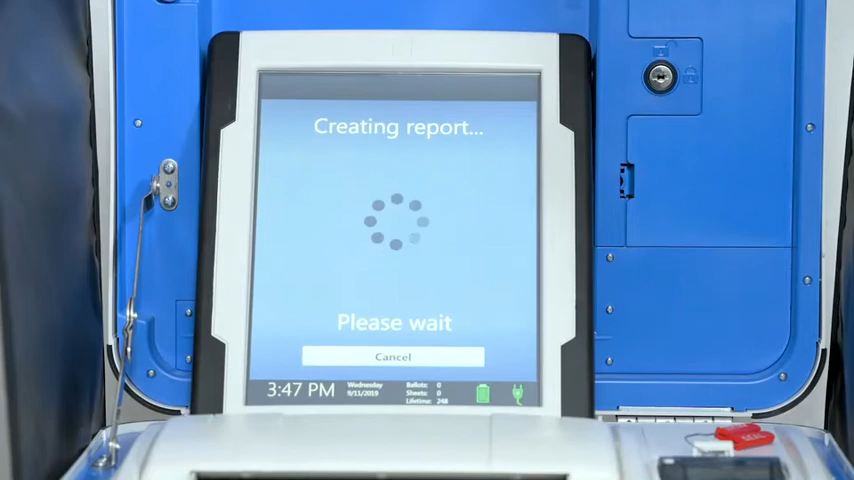 Creating report...
Please wait
Cancel
3:47 PM
Wednesday
9/11/2019
Ballots: 0
Sheets: 0
Lifetime: 248
SEAL